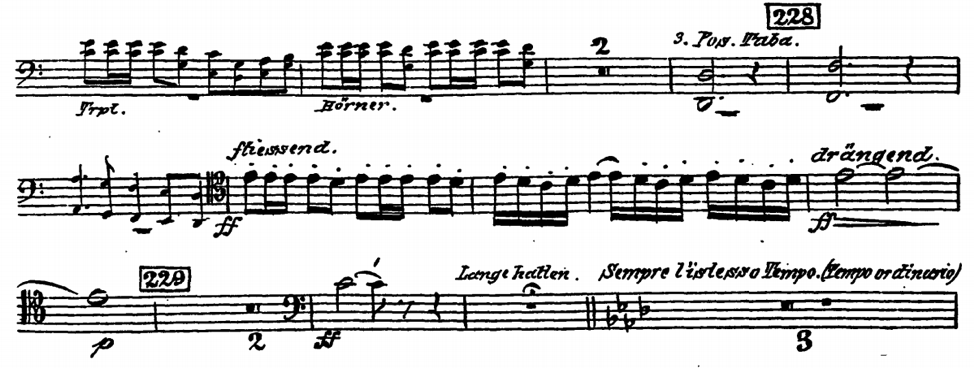 228
2
3. Pos. Tuba.
Trpt.
Hörner.
fliessend.
drängend.
ff
ff
229
Lange halten.
Sempre l'istesso Tempo. (Tempo ordinario)
p
2
ff
3